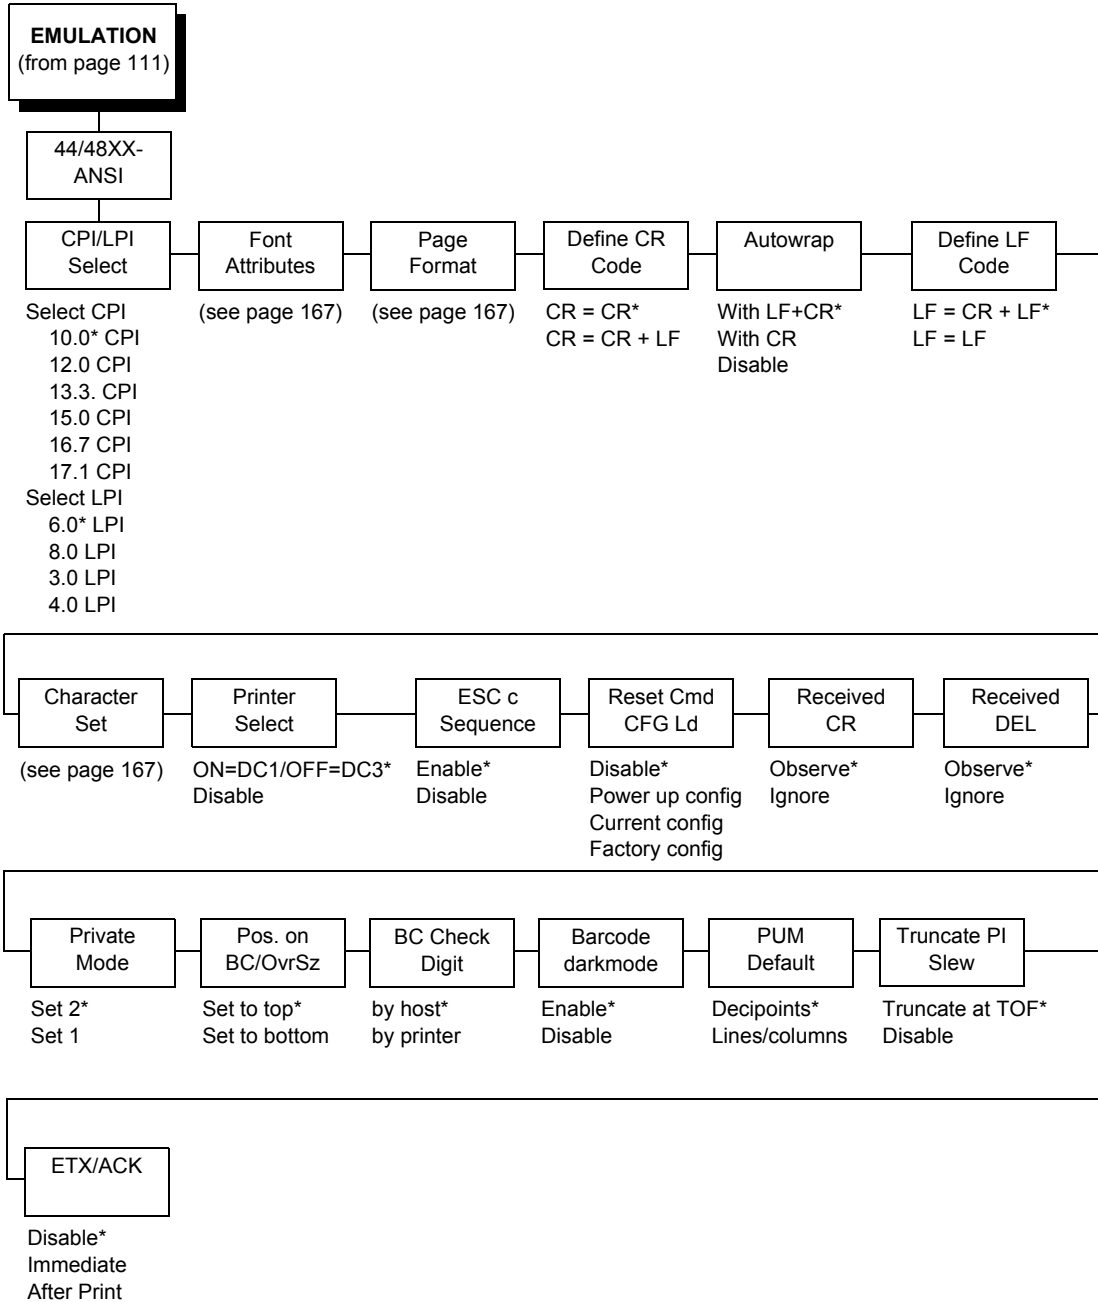 EMULATION
(from page 111)
44/48XX-
ANSI
CPI/LPI
Select
Select CPI
10.0* CPI
12.0 CPI
13.3. CPI
15.0 CPI
16.7 CPI
17.1 CPI
Select LPI
6.0* LPI
8.0 LPI
3.0 LPI
4.0 LPI
Font
Attributes
(see page 167)
Page
Format
(see page 167)
Define CR
Code
CR = CR*
CR = CR + LF
Autowrap
With LF+CR*
With CR
Disable
Define LF
Code
LF = CR + LF*
LF = LF
Character
Set
(see page 167)
Printer
Select
ON=DC1/OFF=DC3*
Disable
ESC c
Sequence
Enable*
Disable
Reset Cmd
CFG Ld
Disable*
Power up config
Current config
Factory config
Received
CR
Observe*
Ignore
Received
DEL
Observe*
Ignore
Private
Mode
Set 2*
Set 1
Pos. on
BC/OvrSz
Set to top*
Set to bottom
BC Check
Digit
by host*
by printer
Barcode
darkmode
Enable*
Disable
PUM
Default
Decipoints*
Lines/columns
Truncate PI
Slew
Truncate at TOF*
Disable
ETX/ACK
Disable*
Immediate
After Print